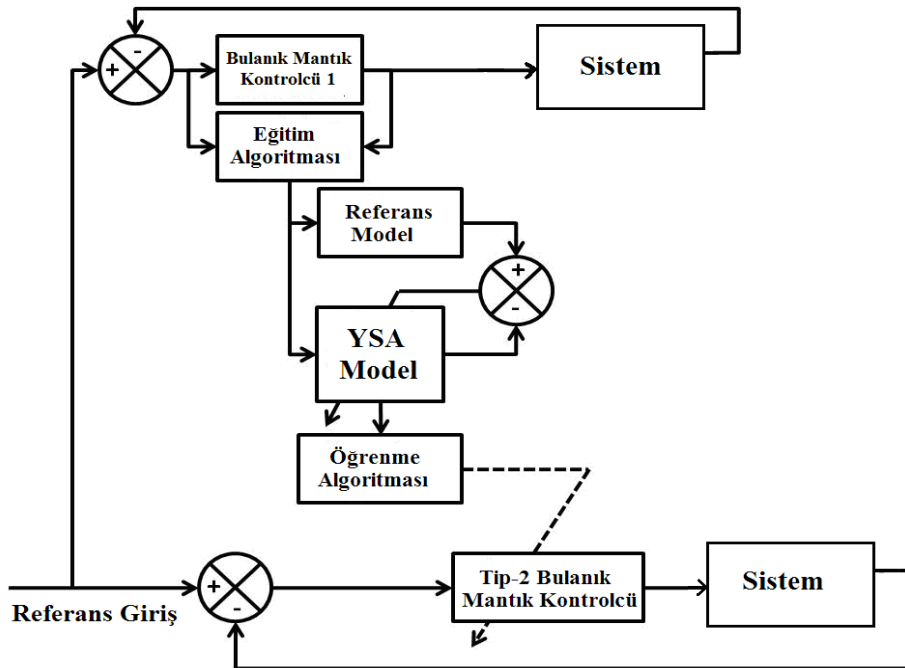 -
+
Bulanık Mantık
Kontrolcü 1
Sistem
Eğitim
Algoritması
Referans
Model
+
-
YSA
Model
Öğrenme
Algoritması
+
-
Tip-2 Bulanık
Mantık Kontrolcü
Sistem
Referans Giriş